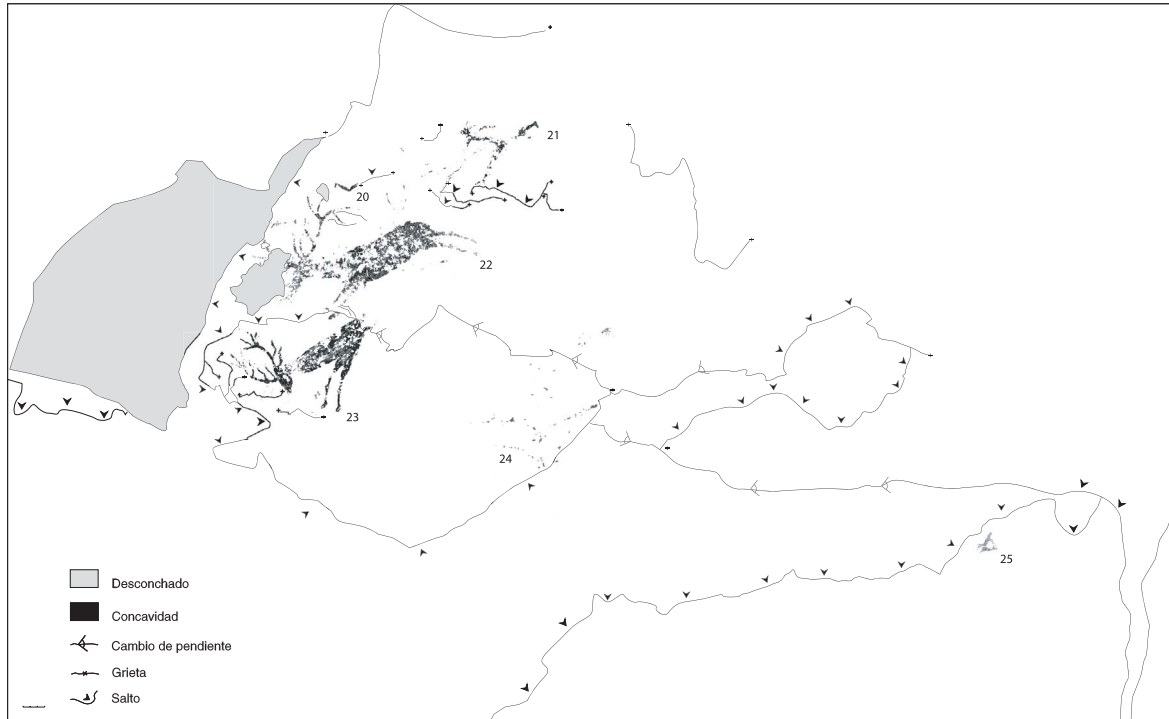 21
20
22
23
24
25
Desconchado
Concavidad
Cambio de pendiente
Grieta
Salto